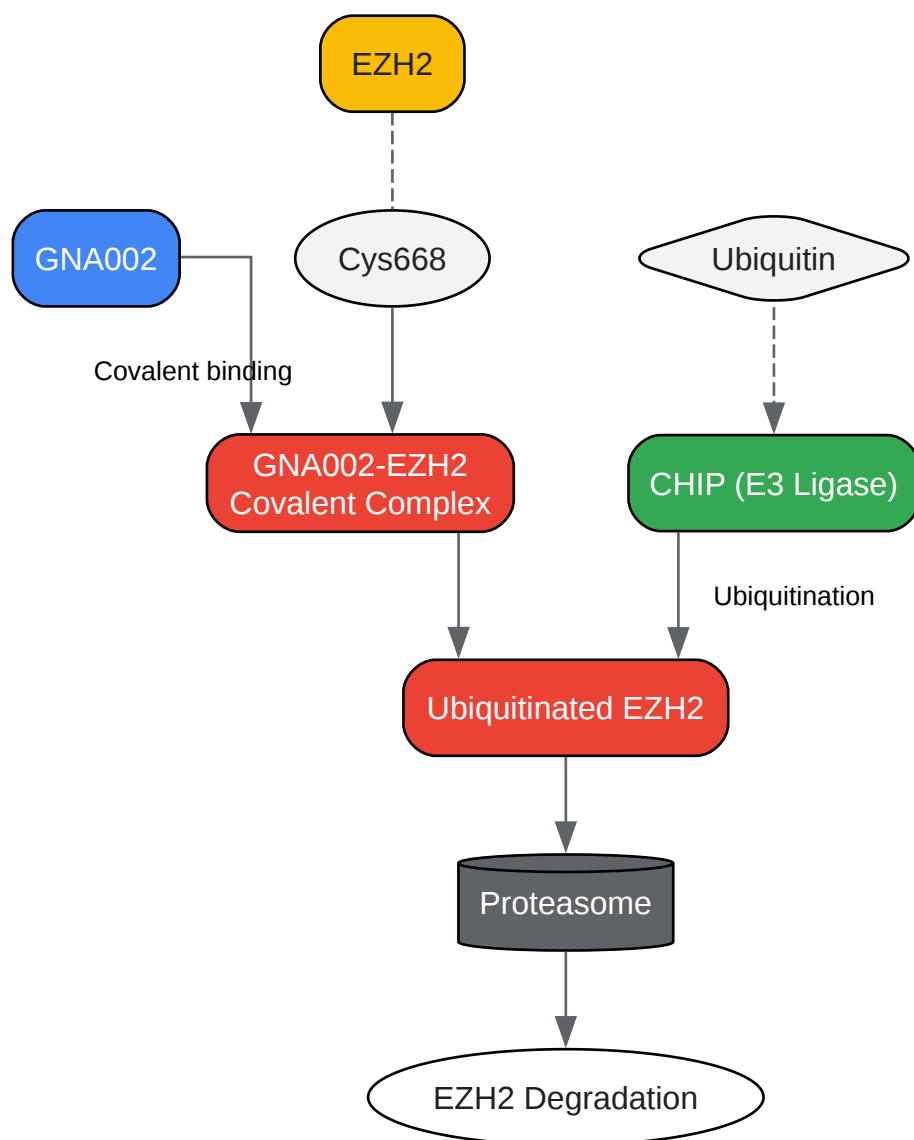 EZH2
GNA002
Cys668
Ubiquitin
Covalent binding
GNA002-EZH2
Covalent Complex
CHIP (E3 Ligase)
Ubiquitination
Ubiquitinated EZH2
Proteasome
EZH2 Degradation